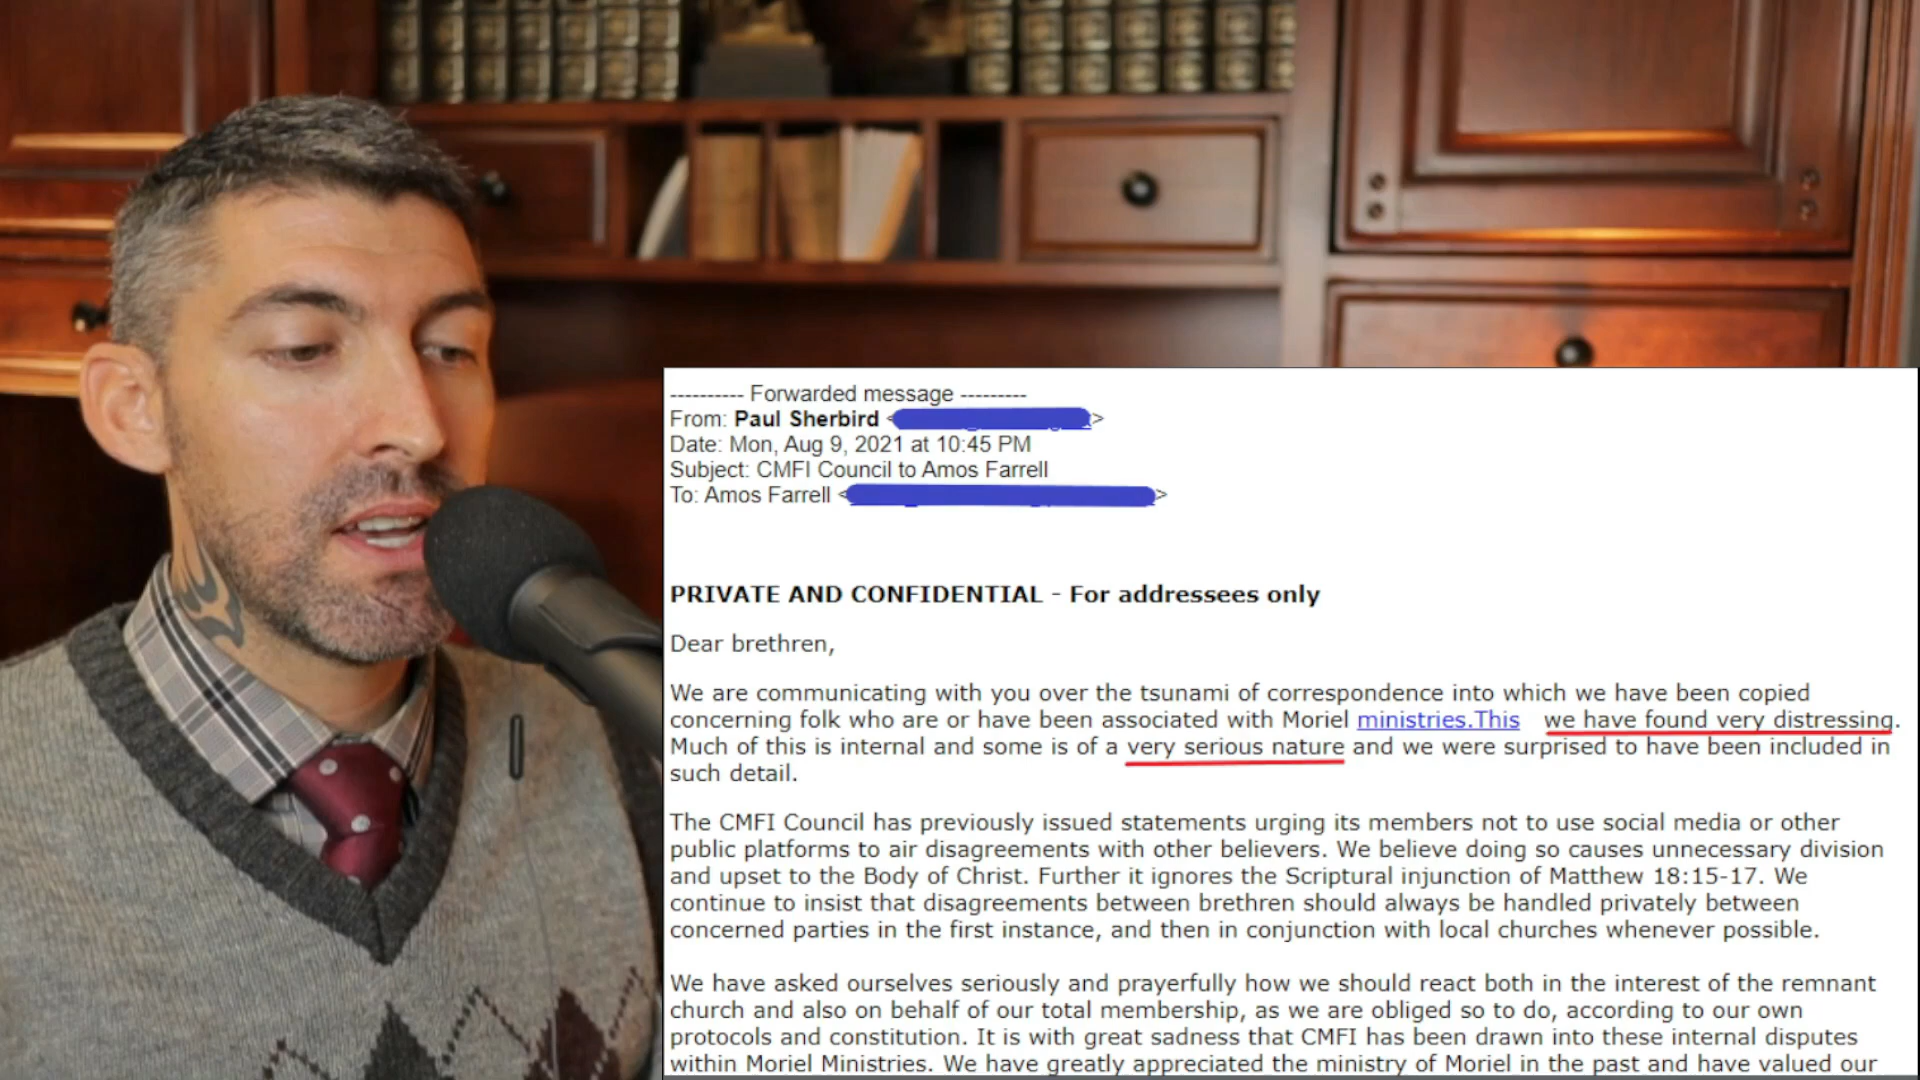 ---------- Forwarded message ---------
From: Paul Sherbird < >
Date: Mon, Aug 9, 2021 at 10:45 PM
Subject: CMFI Council to Amos Farrell
To: Amos Farrell < >
PRIVATE AND CONFIDENTIAL - For addressees only
Dear brethren,
We are communicating with you over the tsunami of correspondence into which we have been copied
concerning folk who are or have been associated with Moriel ministries.This we have found very distressing.
Much of this is internal and some is of a very serious nature and we were surprised to have been included in
such detail.
The CMFI Council has previously issued statements urging its members not to use social media or other
public platforms to air disagreements with other believers. We believe doing so causes unnecessary division
and upset to the Body of Christ. Further it ignores the Scriptural injunction of Matthew 18:15-17. We
continue to insist that disagreements between brethren should always be handled privately between
concerned parties in the first instance, and then in conjunction with local churches whenever possible.
We have asked ourselves seriously and prayerfully how we should react both in the interest of the remnant
church and also on behalf of our total membership, as we are obliged so to do, according to our own
protocols and constitution. It is with great sadness that CMFI has been drawn into these internal disputes
within Moriel Ministries. We have greatly appreciated the ministry of Moriel in the past and have valued our